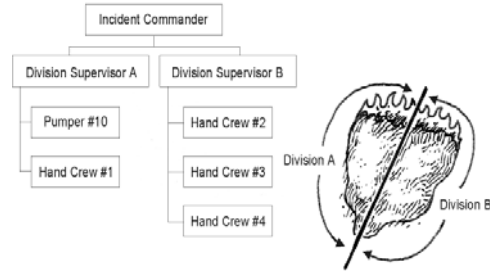 Incident Commander
Division Supervisor A
Division Supervisor B
Pumper #10
Hand Crew #2
Hand Crew #1
Hand Crew #3
Hand Crew #4
Division A
Division B